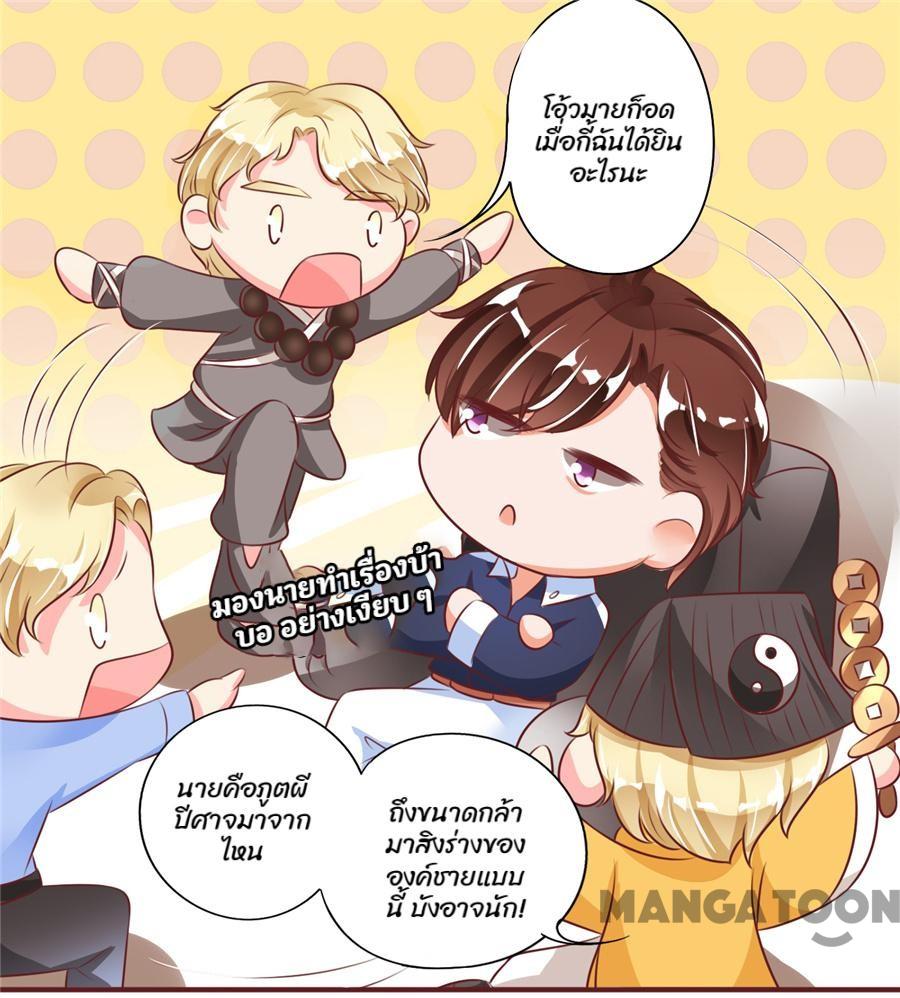 โอ้วมายก็อด
เมื่อกี้ฉันได้ยิน
อะไรนะ
มองนายทำเรื่องบ้า
บอ อย่างเงียบ ๆ
นายคือภูตผี
ปีศาจมาจาก
ไหน
ถึงขนาดกล้า
มาสิงร่างของ
องค์ชายแบบ
นี้ บังอาจนัก!
MANGATOON